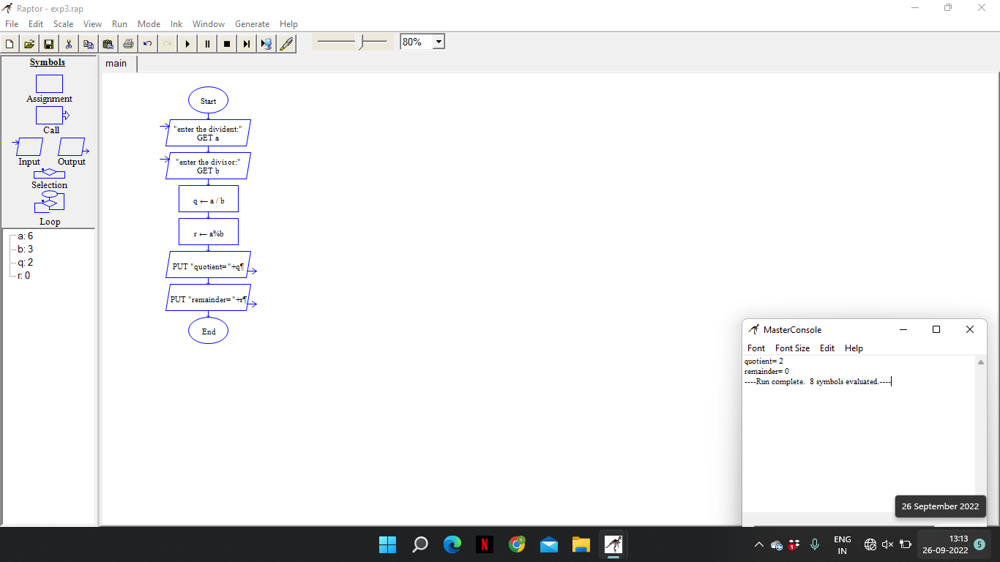 Raptor - exp3.rap
File Edit Scale View Run Mode Ink Window Generate Help
80%
Symbols
main
Assignment
Call
Input Output
Selection
Loop
a: 6
b: 3
q: 2
r: 0
Start
"enter the divident:"
GET a
"enter the divisor:"
GET b
q ← a / b
r ← a%b
PUT "quotient= "+q¶
PUT "remainder= "+r¶
End
MasterConsole
Font Font Size Edit Help
quotient= 2
remainder= 0
----Run complete.  8 symbols evaluated.----
26 September 2022
N
1
ENG
IN
13:13
26-09-2022
5